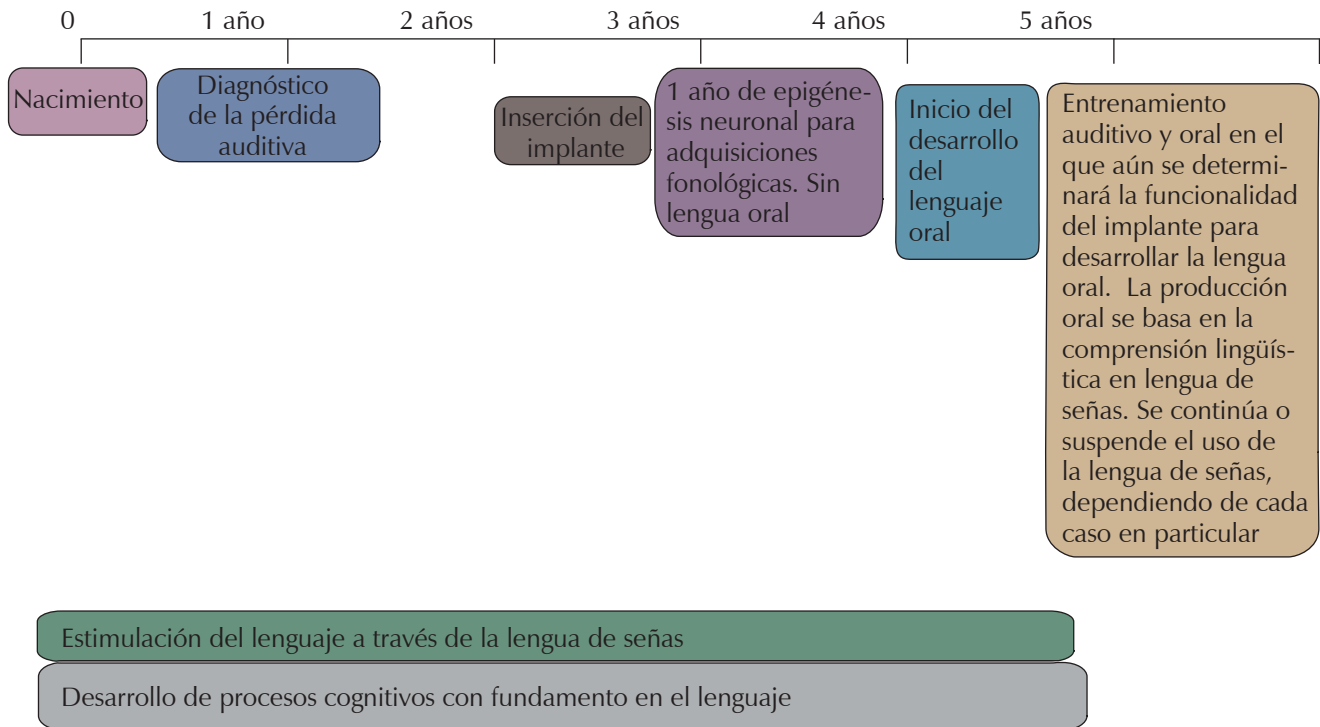 0 1 año 2 años 3 años 4 años 5 años
Nacimiento
Diagnóstico
de la pérdida
auditiva
Inserción del
implante
1 año de epigéne-
sis neuronal para
adquisiciones
fonológicas. Sin
lengua oral
Inicio del
desarrollo
del
lenguaje
oral
Entrenamiento
auditivo y oral en el
que aún se determi-
nará la funcionalidad
del implante para
desarrollar la lengua
oral. La producción
oral se basa en la
comprensión lingüís-
tica en lengua de
señas. Se continúa o
suspende el uso de
la lengua de señas,
dependiendo de cada
caso en particular
Estimulación del lenguaje a través de la lengua de señas
Desarrollo de procesos cognitivos con fundamento en el lenguaje